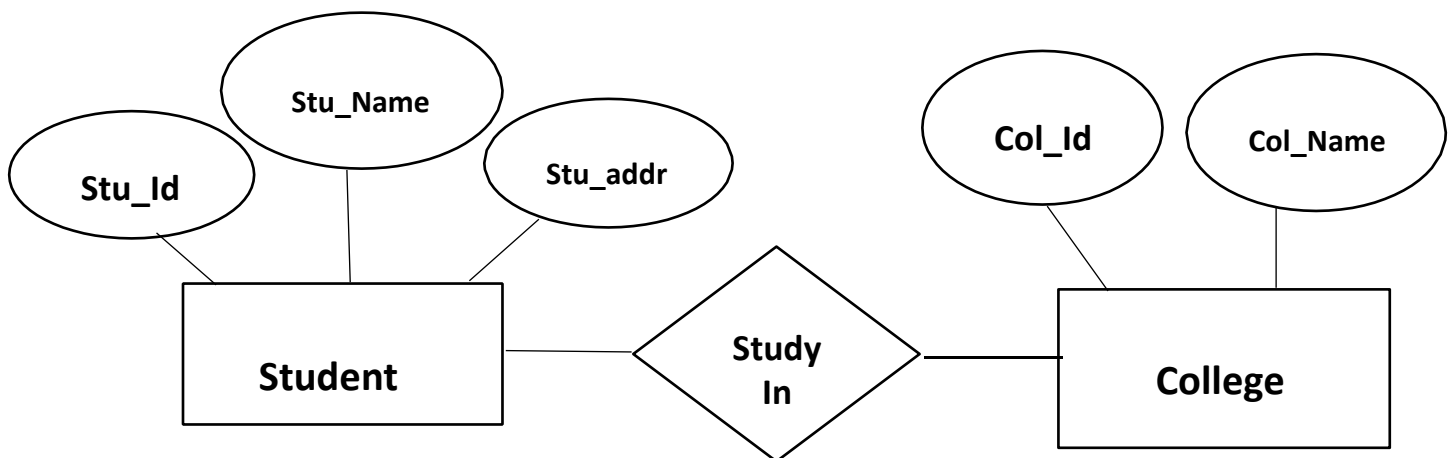 Stu_Id
Stu_Name
Stu_addr
Col_Id
Col_Name
Student
Study
In
College